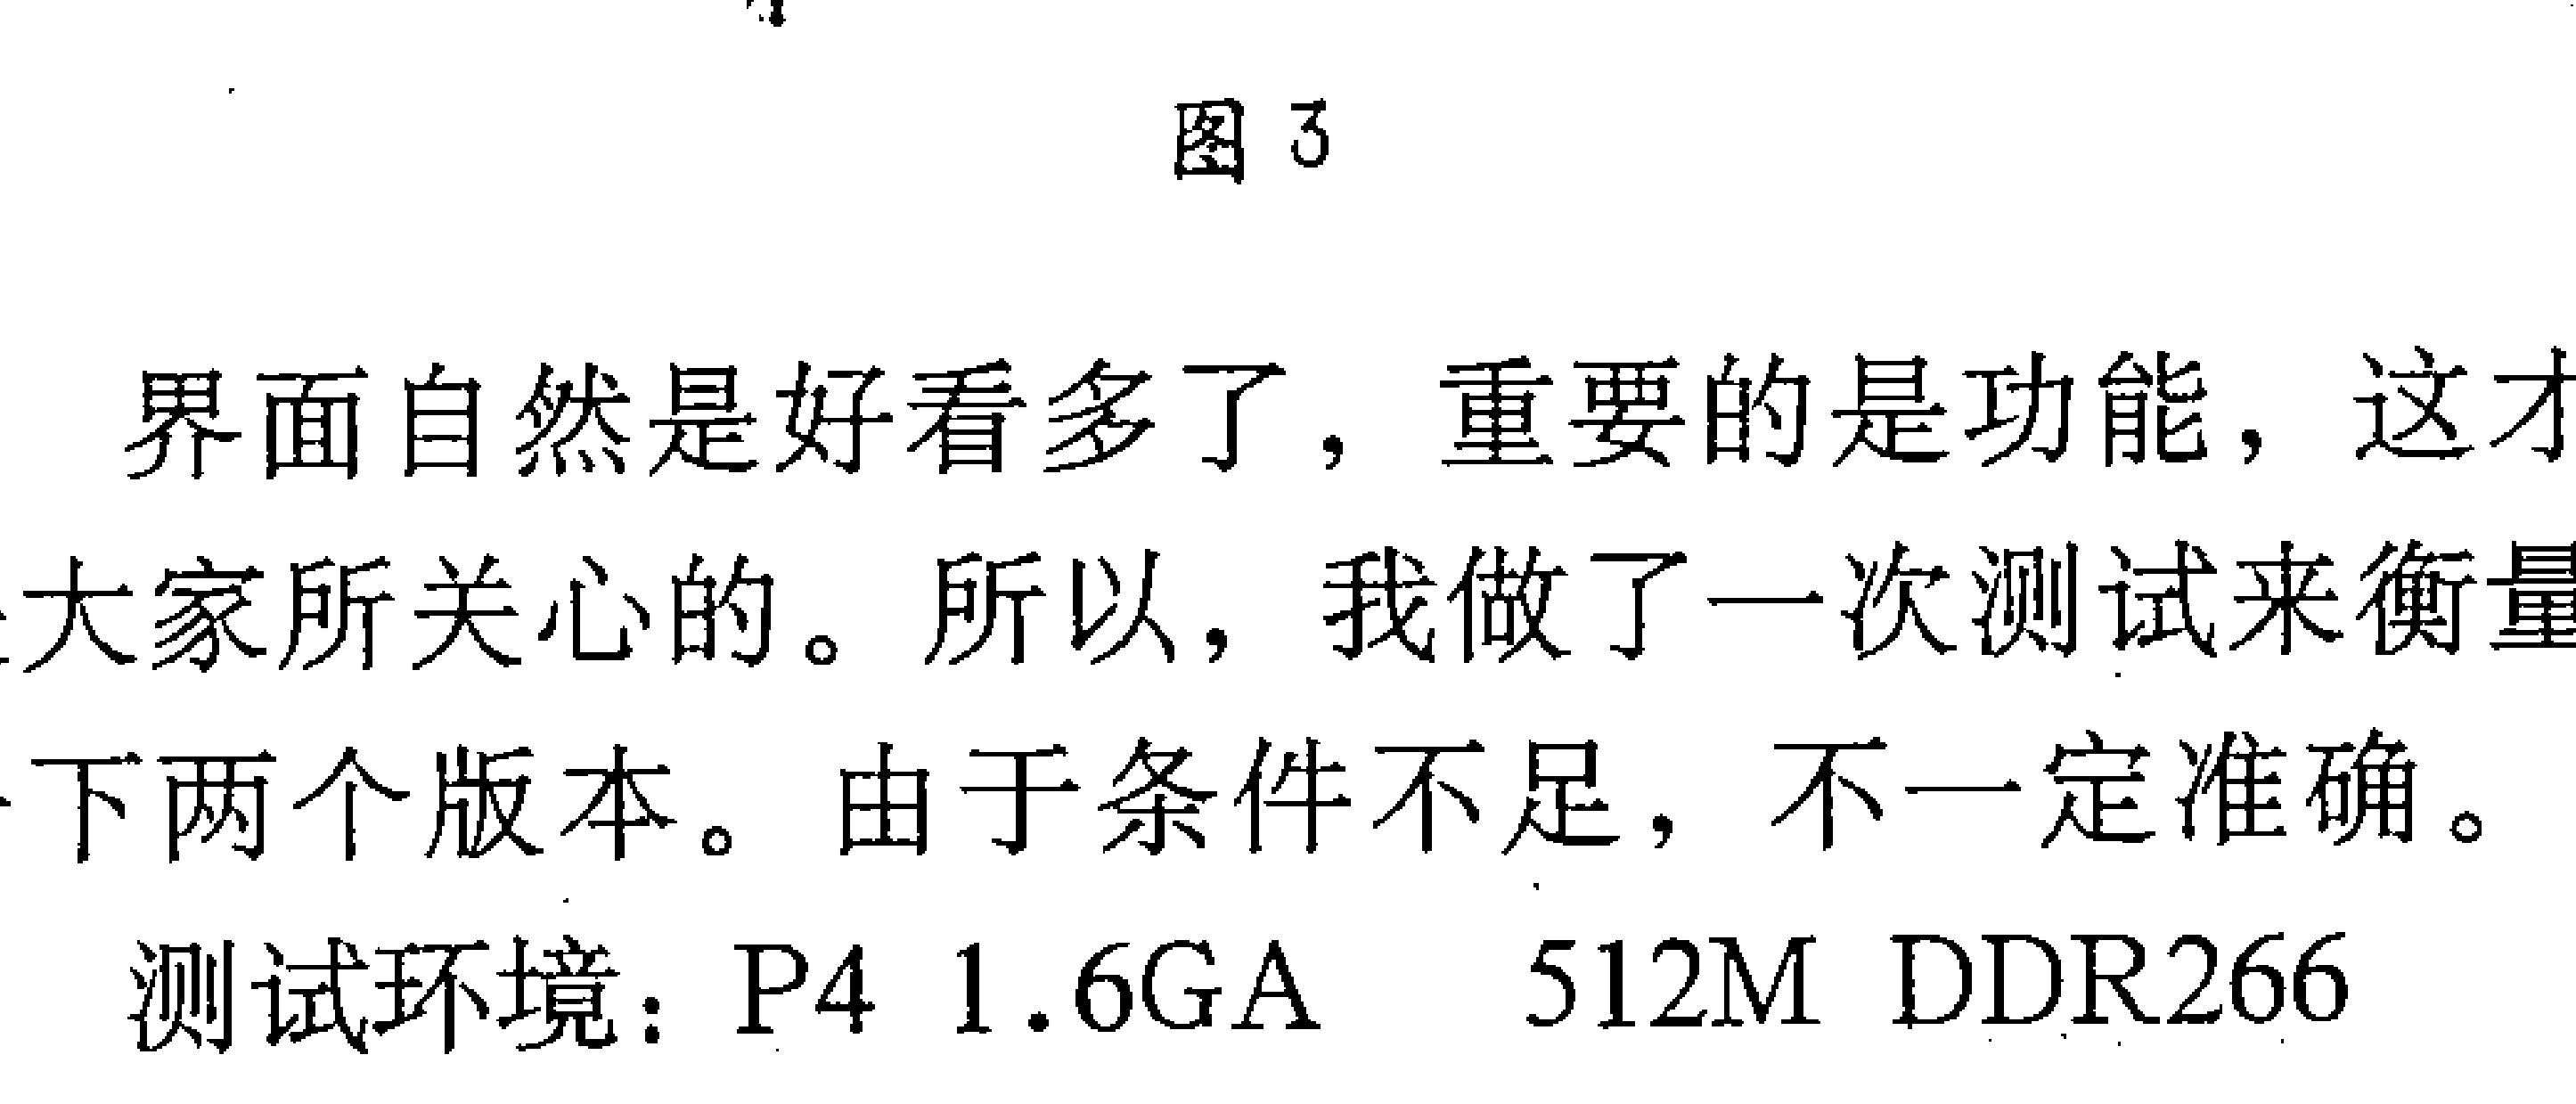 图 3
界面自然是好看多了，重要的是功能，这才
大家所关心的。所以，我做了一次测试来衡量
下两个版本。由于条件不足，不一定准确。
测试环境：P4 1.6GA 512M DDR266